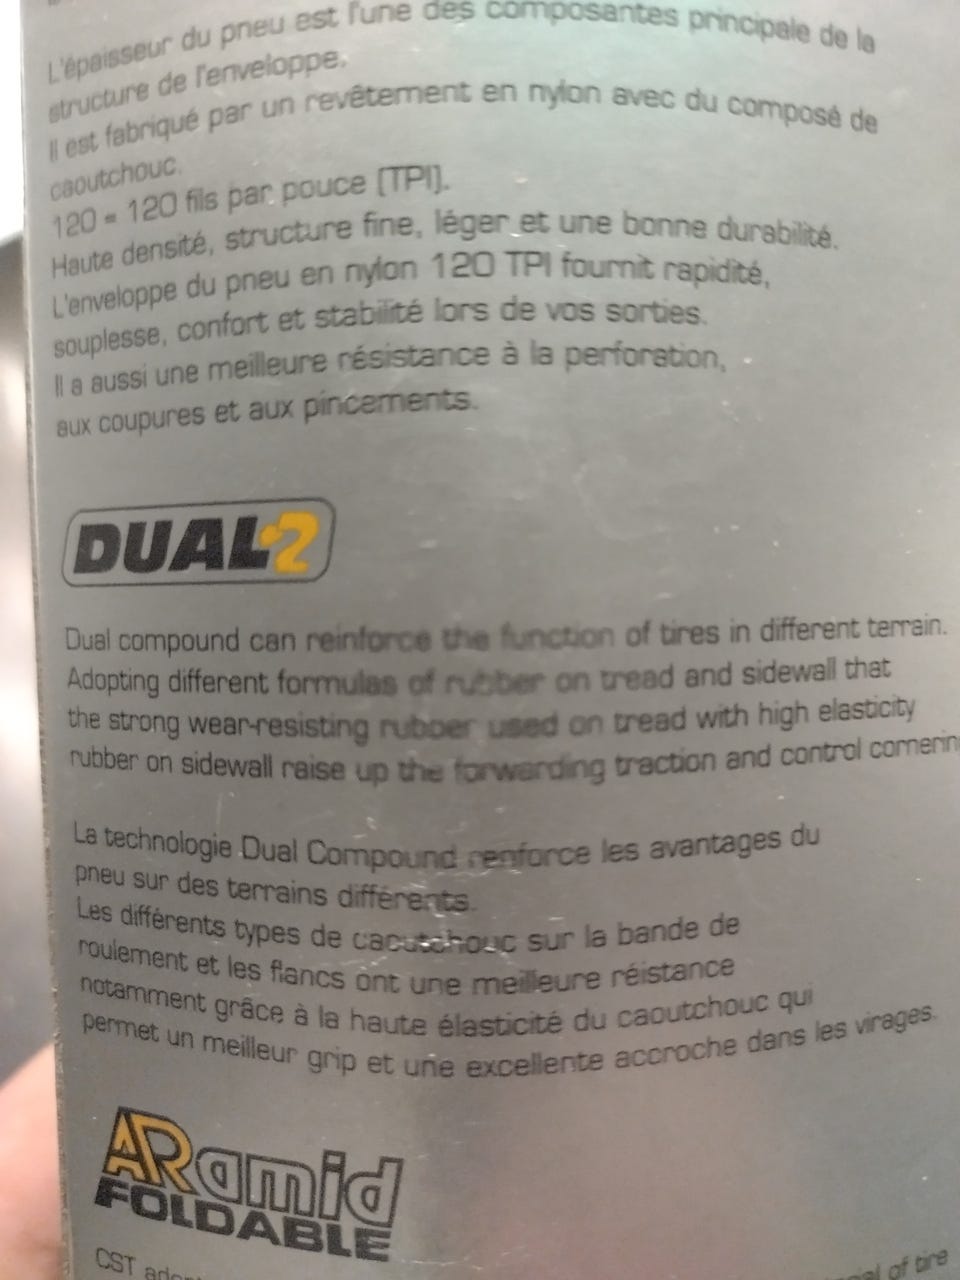 L'épaisseur du pneu est l'une des composantes principale de la
structure de l'enveloppe.
Il est fabriqué par un revêtement en nylon avec du composé de
caoutchouc.
120 = 120 fils par pouce (TPI).
Haute densité, structure fine, léger et une bonne durabilité.
L'enveloppe du pneu en nylon 120 TPI fournit rapidité,
souplesse, confort et stabilité lors de vos sorties.
Il a aussi une meilleure résistance à la perforation,
aux coupures et aux pincements.
DUAL·2
Dual compound can reinforce the function of tires in different terrain.
Adopting different formulas of rubber on tread and sidewall that
the strong wear-resisting rubber used on tread with high elasticity
rubber on sidewall raise up the forwarding traction and control
La technologie Dual Compound renforce les avantages du
pneu sur des terrains différents.
Les différents types de caoutchouc sur la bande de
roulement et les flancs ont une meilleure réistance
notamment grâce à la haute élasticité du caoutchouc qui
permet un meilleur grip et une excellente accroche dans les virages.
ARamid
FOLDABLE
CST of tire